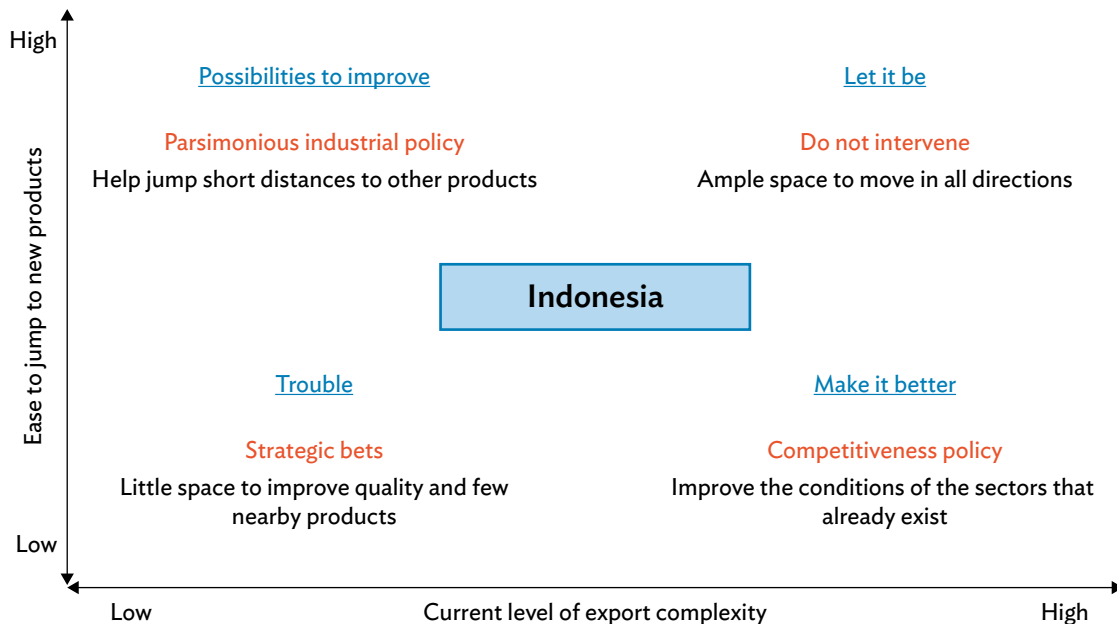 High
Possibilities to improve
Let it be
Parsimonious industrial policy
Do not intervene
Help jump short distances to other products
Ample space to move in all directions
Ease to jump to new products
Indonesia
Trouble
Make it better
Strategic bets
Competitiveness policy
Little space to improve quality and few
nearby products
Improve the conditions of the sectors that
already exist
Low
Low
Current level of export complexity
High